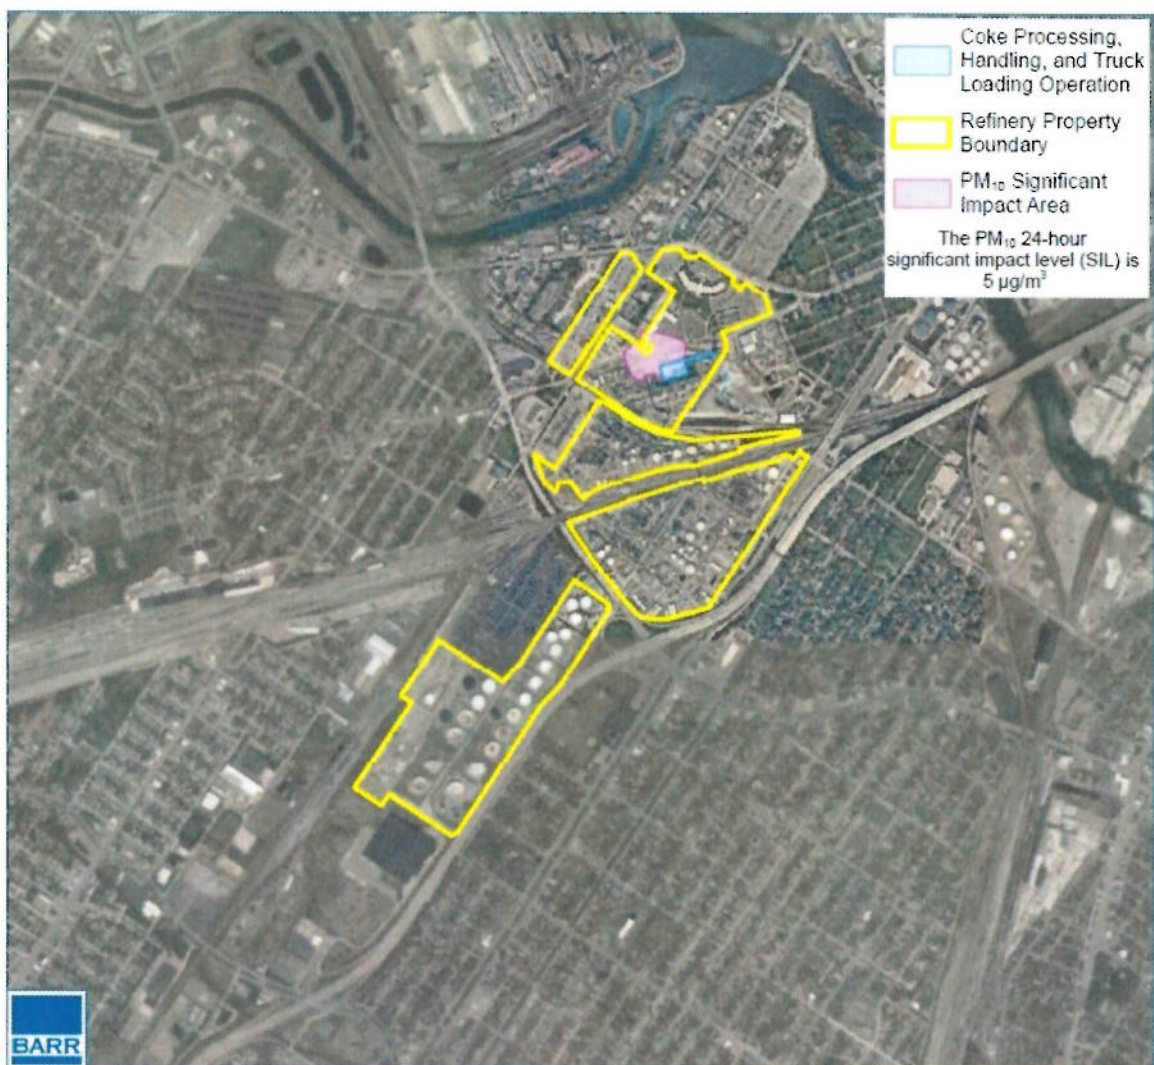 Coke Processing,
Handling, and Truck
Loading Operation
Refinery Property
Boundary
PM₁₀ Significant
Impact Area
The PM₁₀ 24-hour
significant impact level (SIL) is
5 µg/m³
BARR